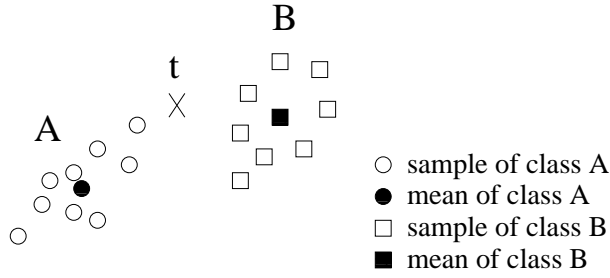 B
t
A
sample of class A
mean of class A
sample of class B
mean of class B